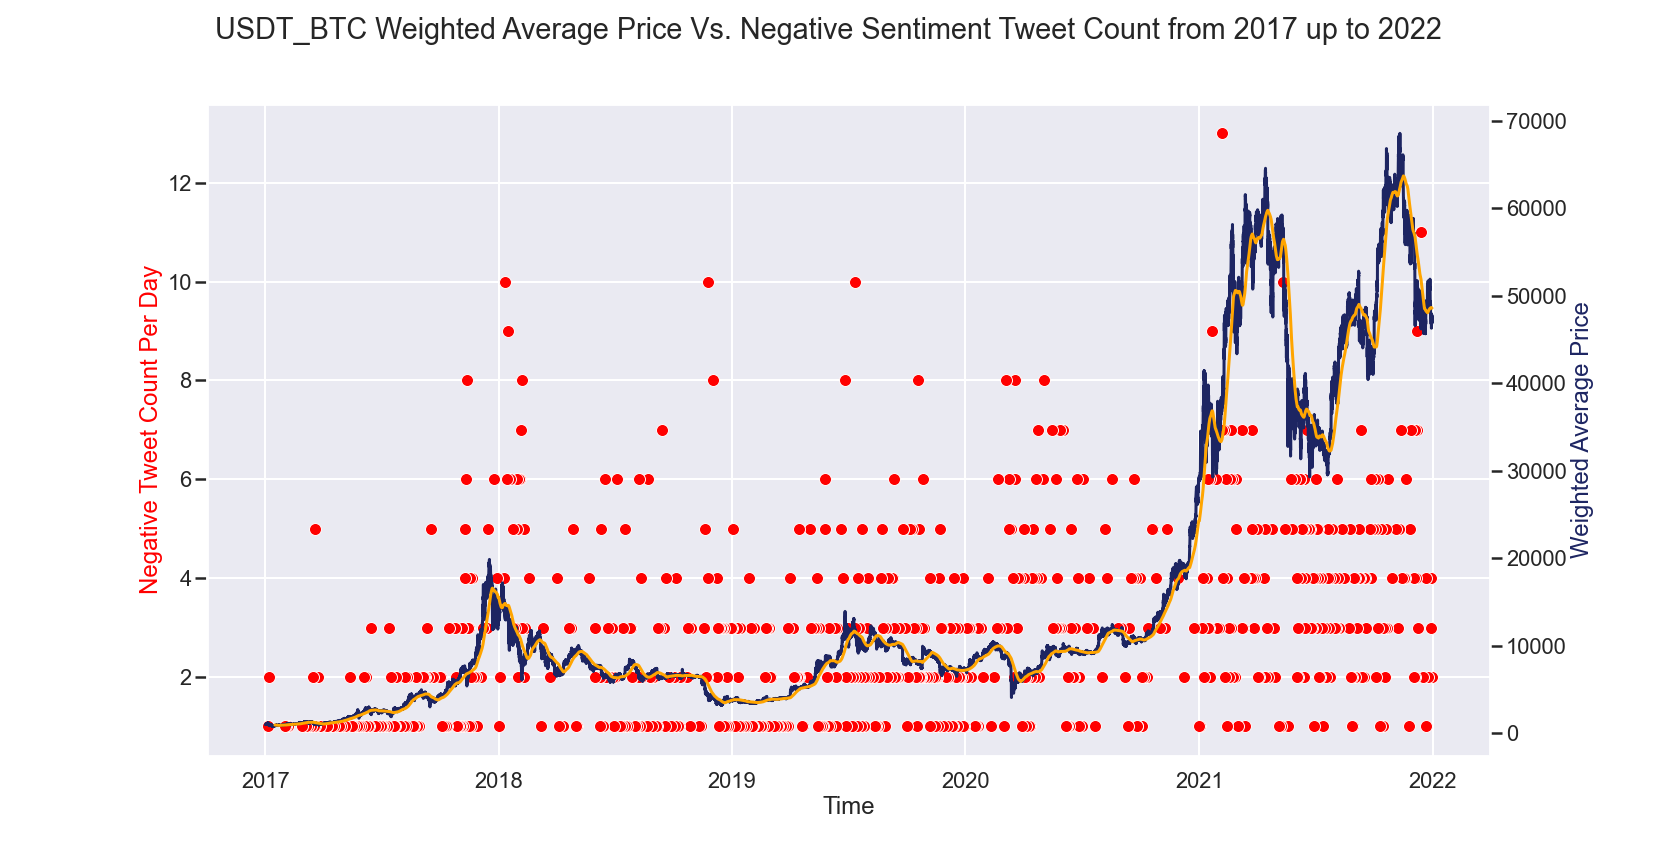 USDT_BTC Weighted Average Price Vs. Negative Sentiment Tweet Count from 2017 up to 2022
Negative Tweet Count Per Day
12
10
8
6
4
2
70000
60000
50000
40000
30000
20000
10000
0
Weighted Average Price
2017 2018 2019 2020 2021 2022
Time